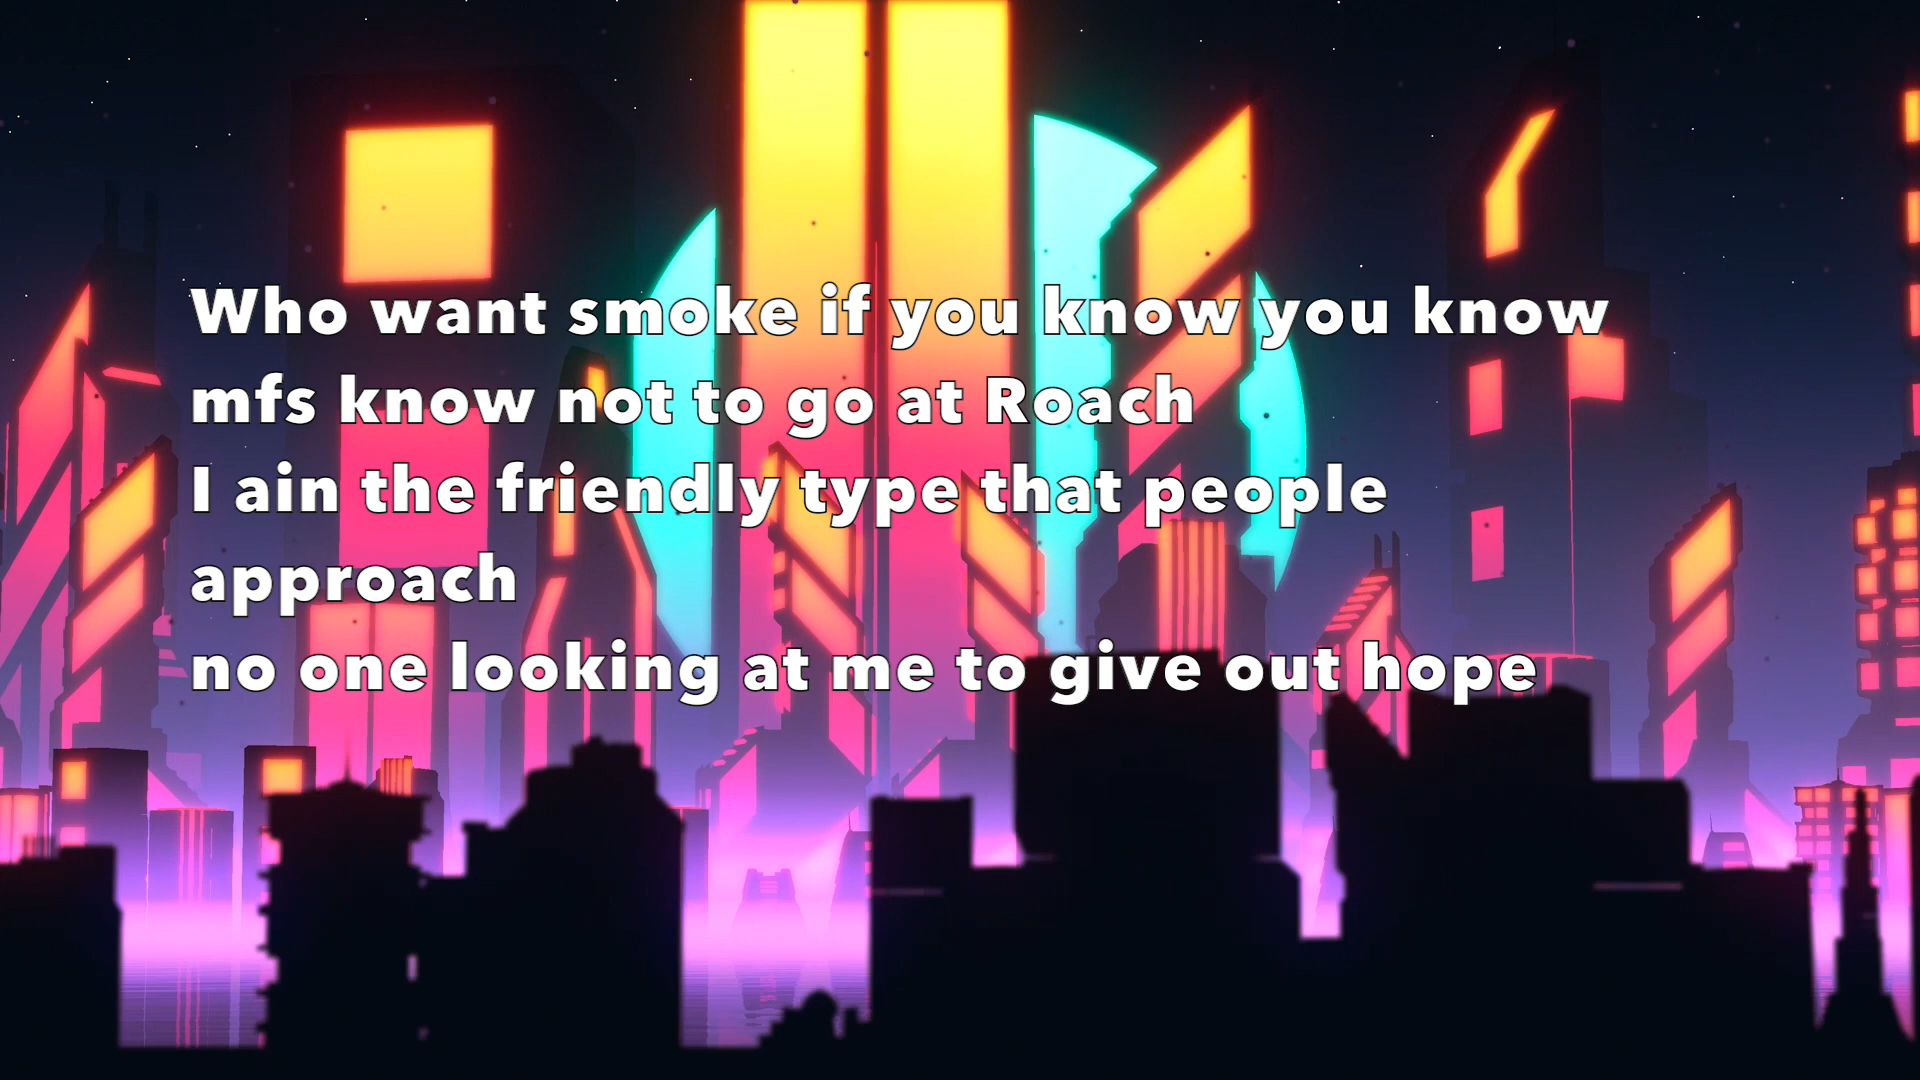 Who want smoke if you know you know
mfs know not to go at Roach
I ain the friendly type that people
approach
no one looking at me to give out hope